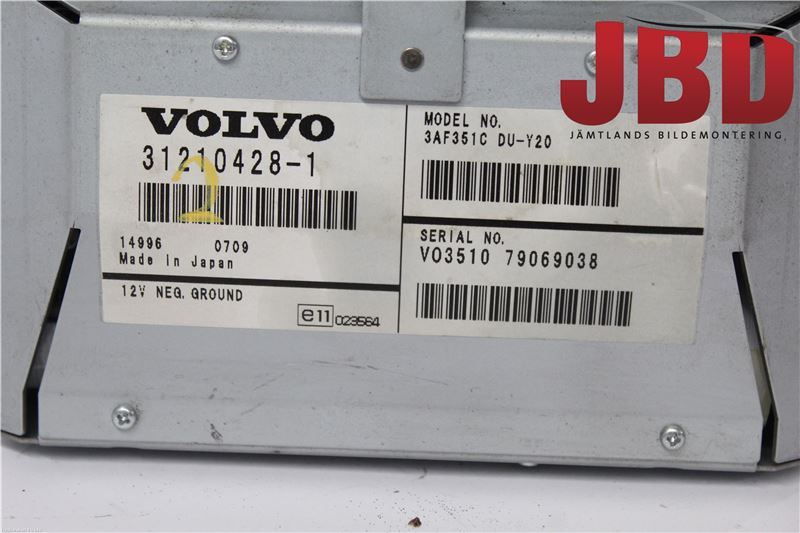 JBD
JÄMTLANDS BILDEMONTERING.
VOLVO
31210428-1
2
14996 0709
Made in Japan
12V NEG. GROUND
e11 023564
MODEL NO.
3AF351C DU-Y20
SERIAL NO.
V03510 79069038